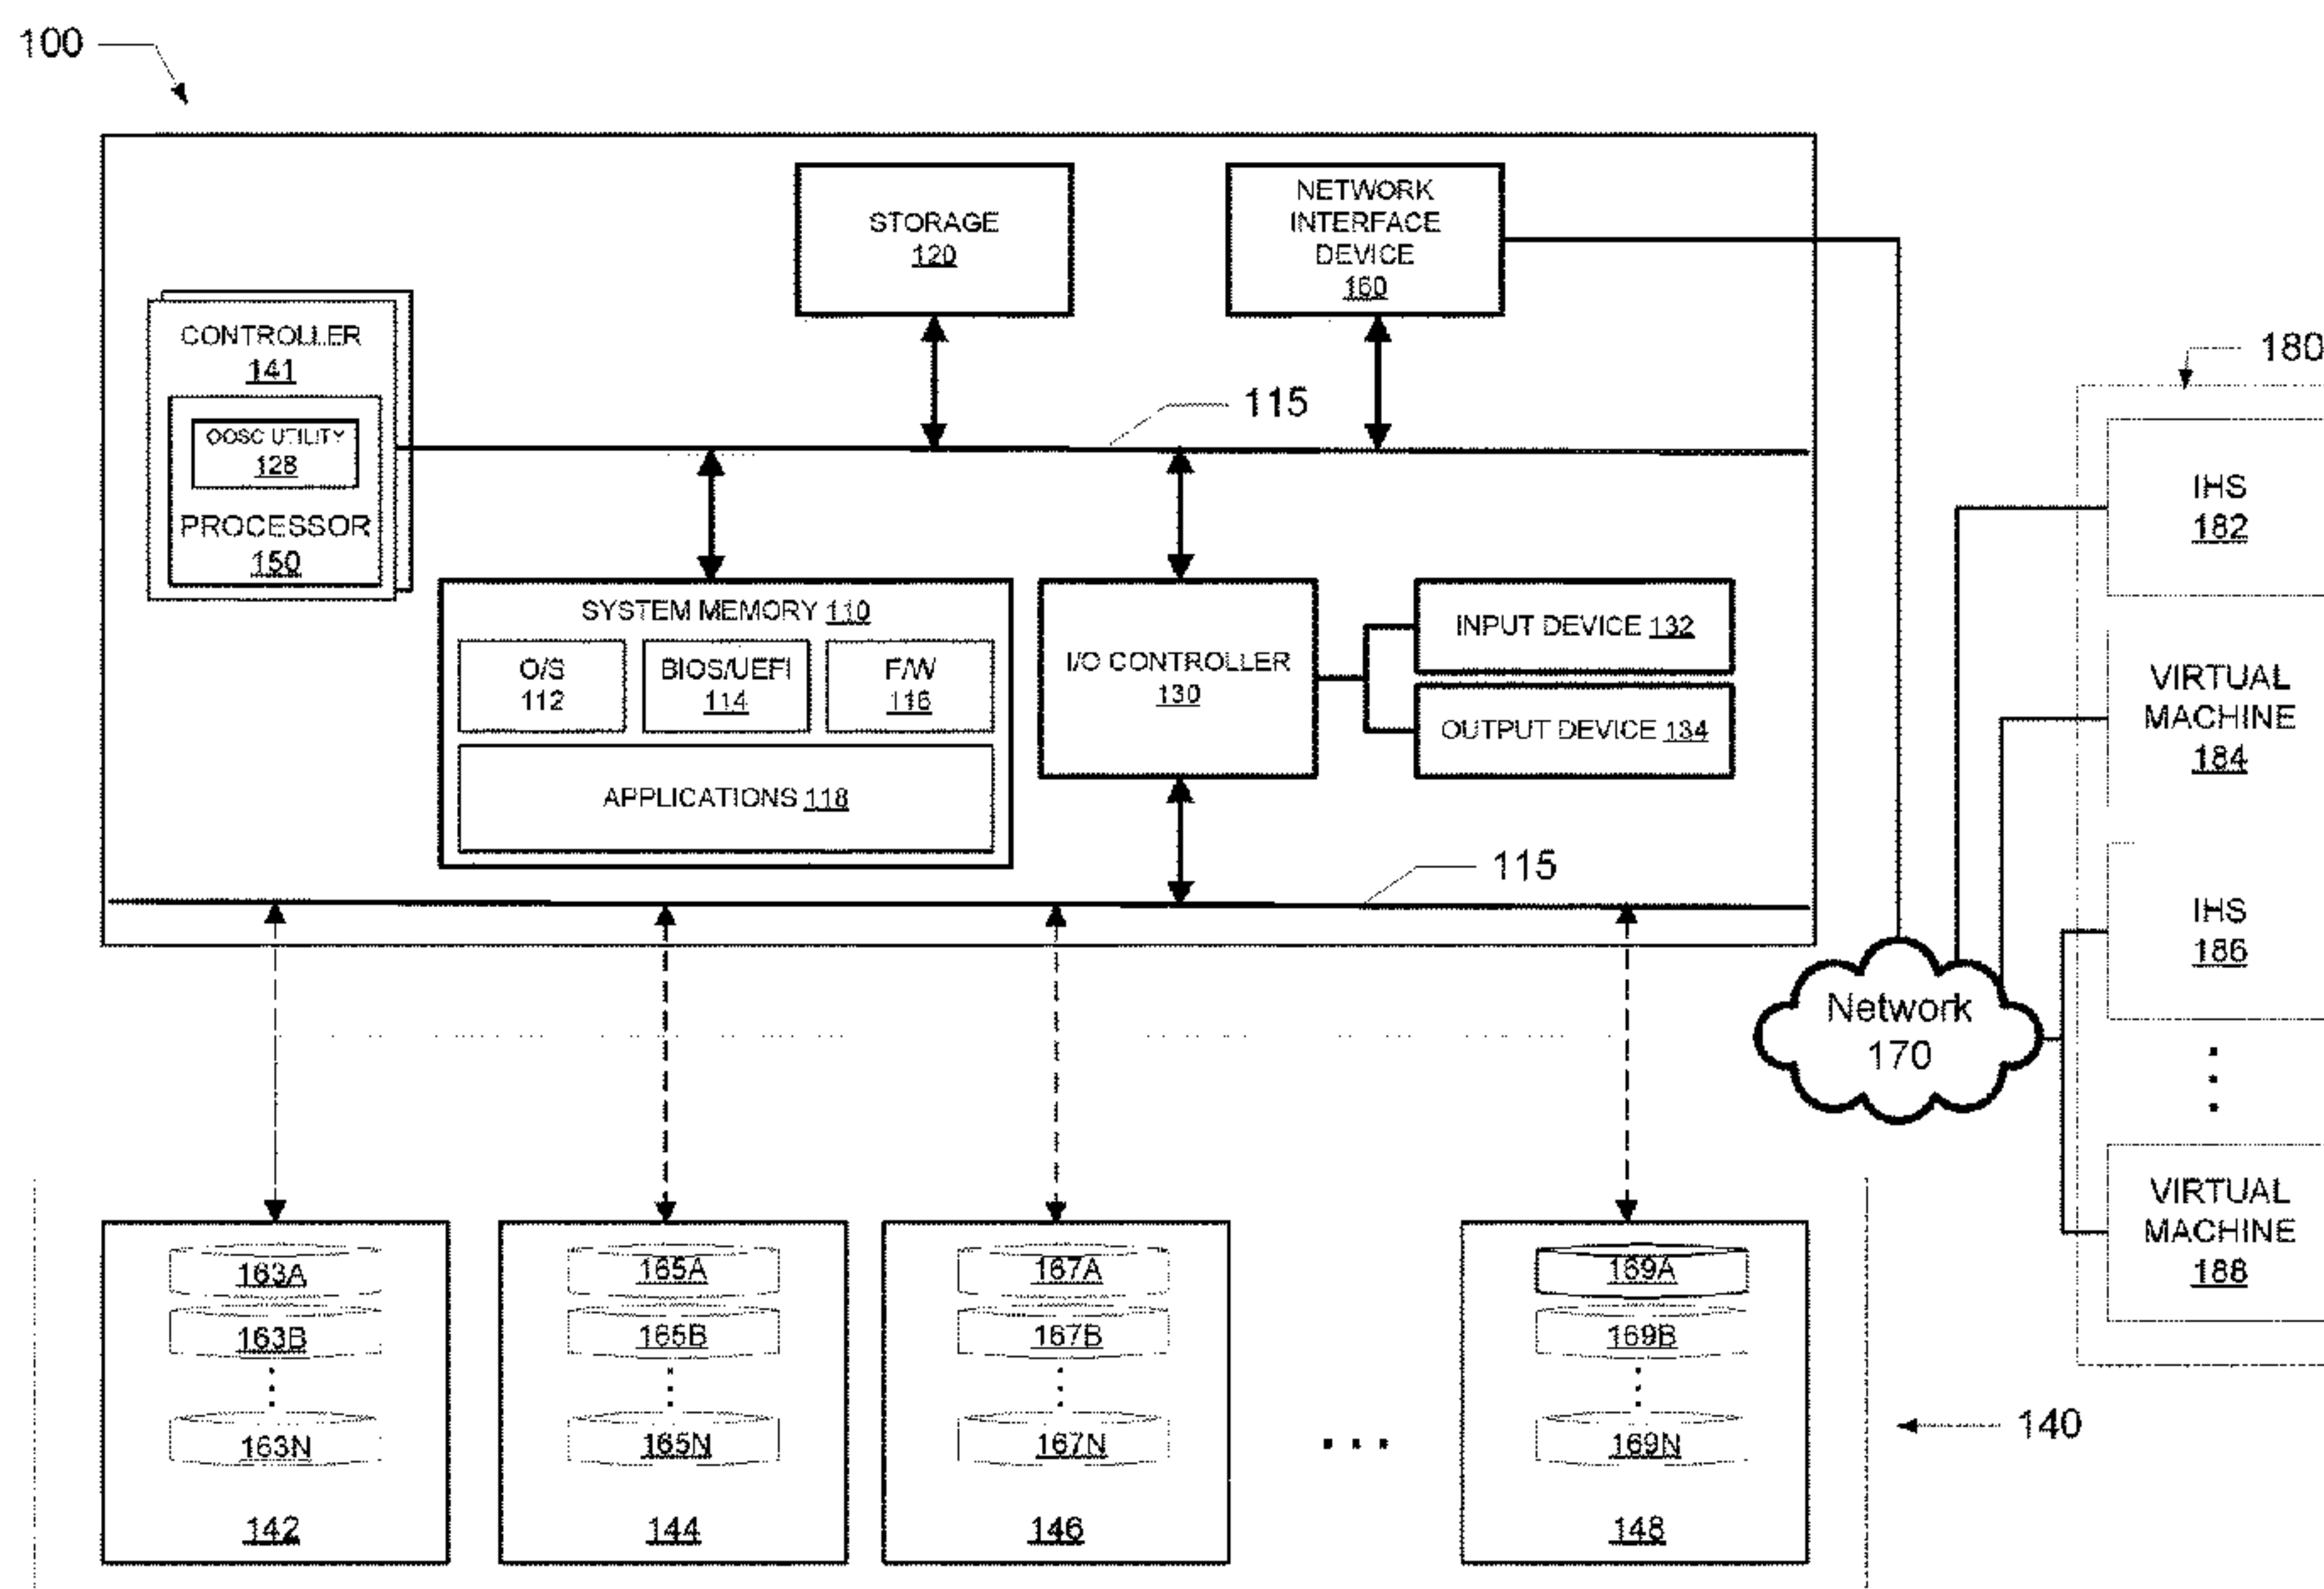 100
STORAGE
120
NETWORK
INTERFACE
DEVICE
160
CONTROLLER
141
OOSC UTILITY
128
PROCESSOR
150
115
180
SYSTEM MEMORY 110
O/S
112
BIOS/UEFI
114
F/W
116
APPLICATIONS 118
I/O CONTROLLER
130
INPUT DEVICE 132
OUTPUT DEVICE 134
115
IHS
182
VIRTUAL
MACHINE
184
IHS
186
VIRTUAL
MACHINE
188
Network
170
163A
163B
163N
142
165A
165B
165N
144
167A
167B
167N
146
169A
169B
169N
148
140